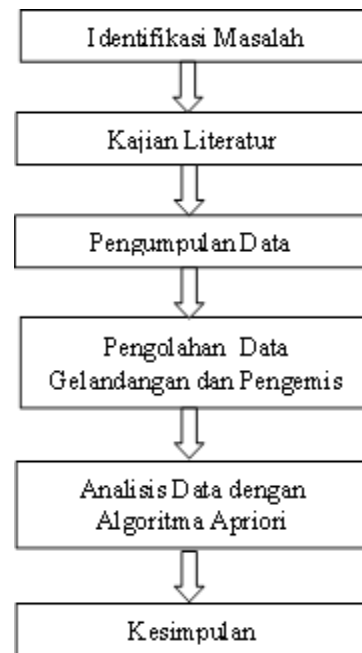 Identifikasi Masalah
Kajian Literatur
Pengumpulan Data
Pengolahan Data
Gelandangan dan Pengemis
Analisis Data dengan
Algoritma Apriori
Kesimpulan